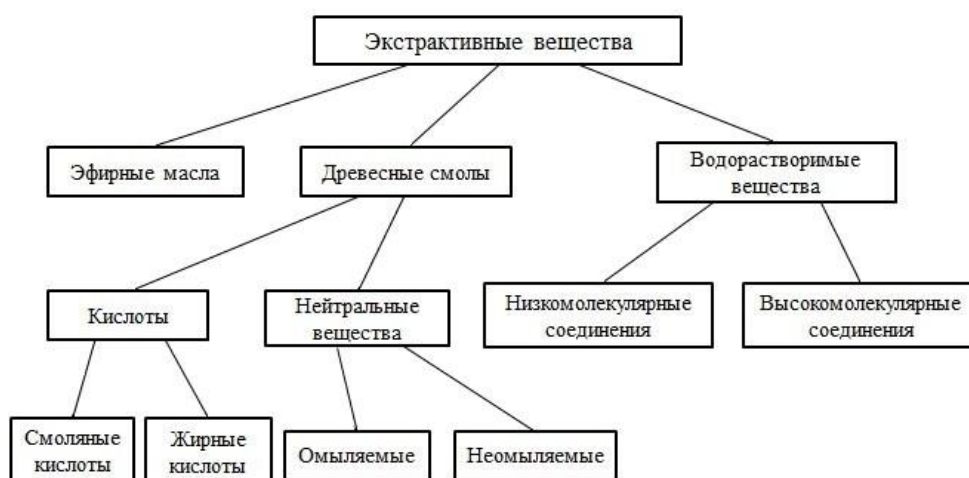 Экстрактивные вещества
Эфирные масла
Древесные смолы
Водорастворимые
вещества
Кислоты
Нейтральные
вещества
Низкомолекулярные
соединения
Высокомолекулярные
соединения
Смоляные
кислоты
Жирные
кислоты
Омыляемые
Неомыляемые